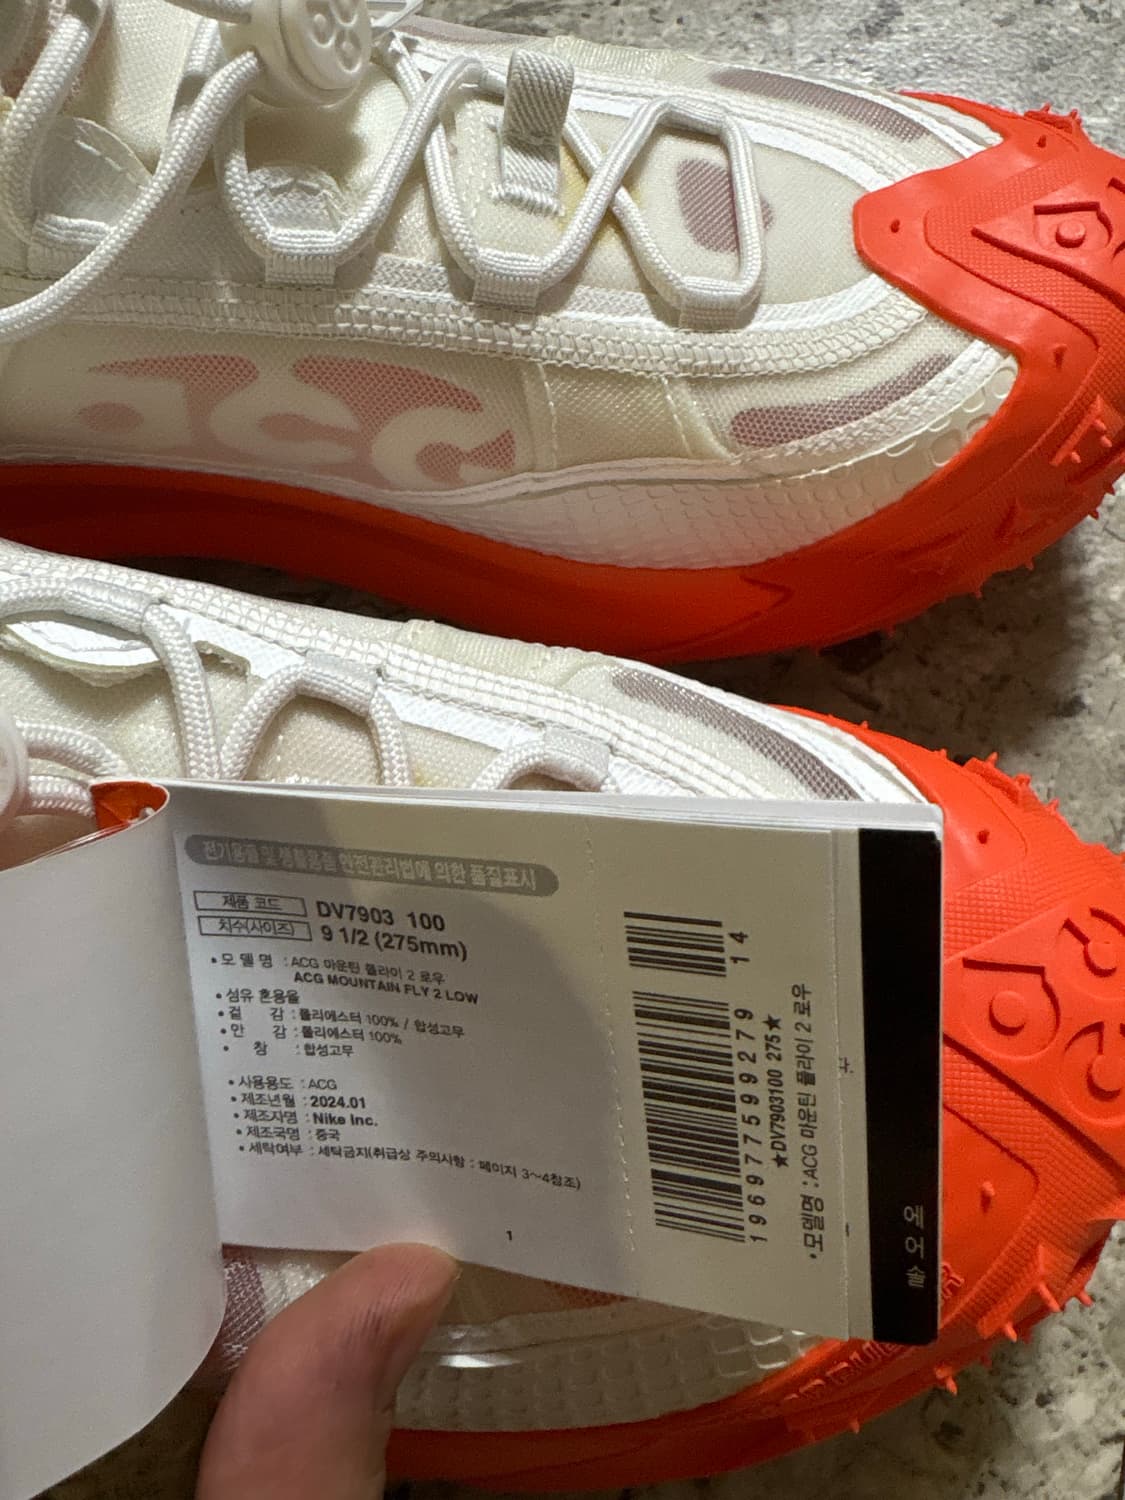 acg
전기용품 및 생활용품 안전관리법에 의한 품질표시
제품 코드 DV7903 100
치수(사이즈) 9 1/2 (275mm)
• 모 델 명 : ACG 마운틴 플라이 2 로우
ACG MOUNTAIN FLY 2 LOW
• 섬유 혼용율
• 겉 감 : 폴리에스터 100% / 합성고무
• 안 감 : 폴리에스터 100%
• 창 : 합성고무
• 사용용도 : ACG
• 제조년월 : 2024.01
• 제조자명 : Nike Inc.
• 제조국명 : 중국
• 세탁여부 : 세탁금지(취급상 주의사항 : 페이지 3~4참조)
1
14
196977599279
★DV7903100 275★
• 모델명 : ACG 마운틴 플라이 2 로우
에어솔